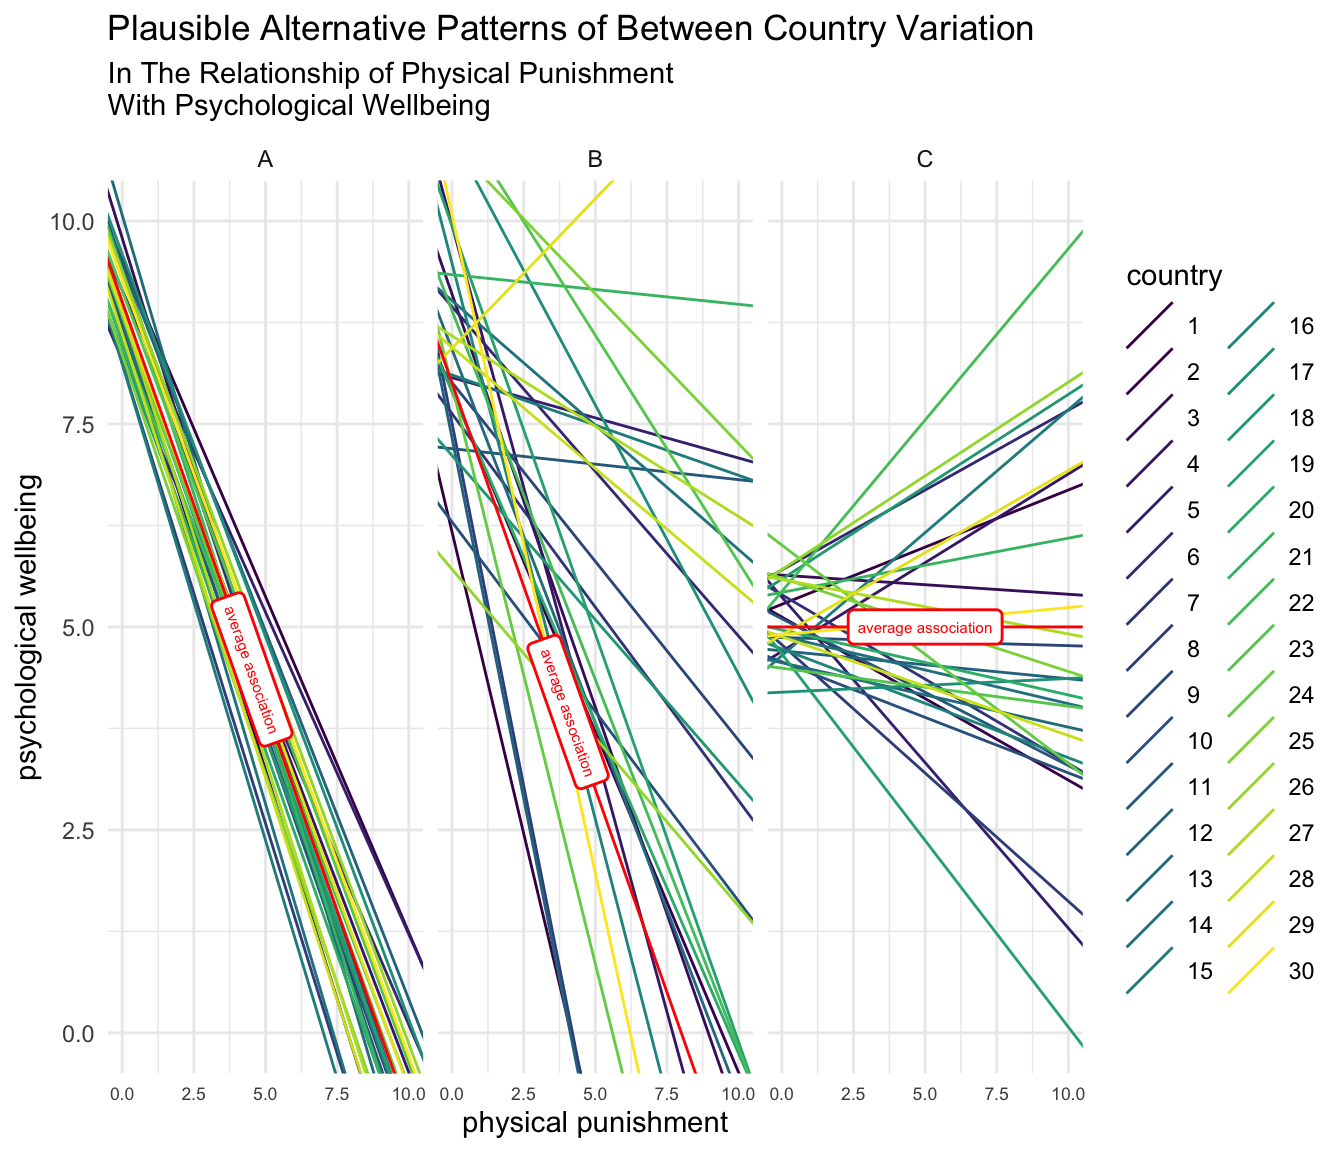 Plausible Alternative Patterns of Between Country Variation
In The Relationship of Physical Punishment
With Psychological Wellbeing
A
B
C
psychological wellbeing
10.0
7.5
5.0
2.5
0.0
average association
average association
average association
0.0 2.5 5.0 7.5 10.0
0.0 2.5 5.0 7.5 10.0
0.0 2.5 5.0 7.5 10.0
physical punishment
country
1
2
3
4
5
6
7
8
9
10
11
12
13
14
15
16
17
18
19
20
21
22
23
24
25
26
27
28
29
30